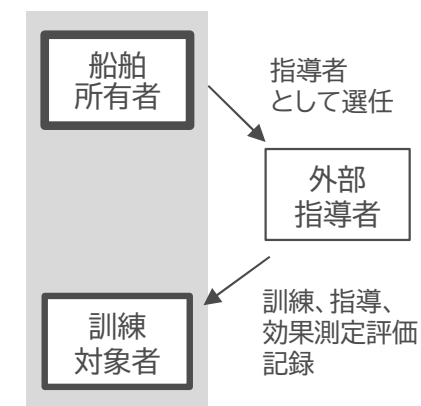 船舶
所有者
指導者
として選任
外部
指導者
訓練、指導、
効果測定評価
記録
訓練
対象者